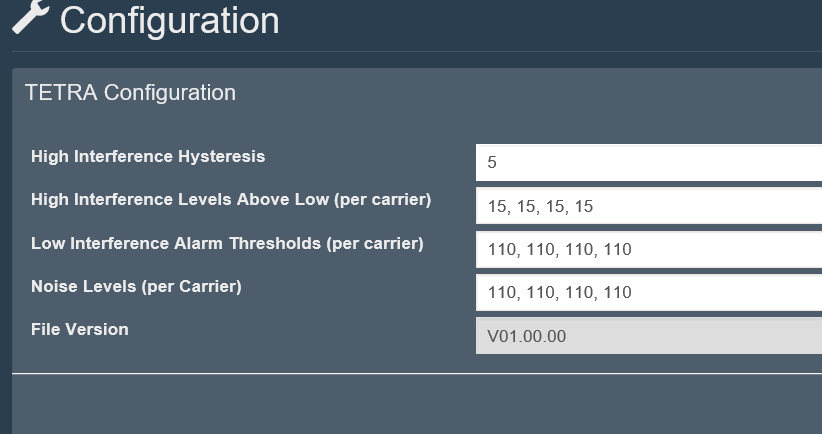 Configuration
TETRA Configuration
High Interference Hysteresis
5
High Interference Levels Above Low (per carrier)
15, 15, 15, 15
Low Interference Alarm Thresholds (per carrier)
110, 110, 110, 110
Noise Levels (per Carrier)
110, 110, 110, 110
File Version
V01.00.00